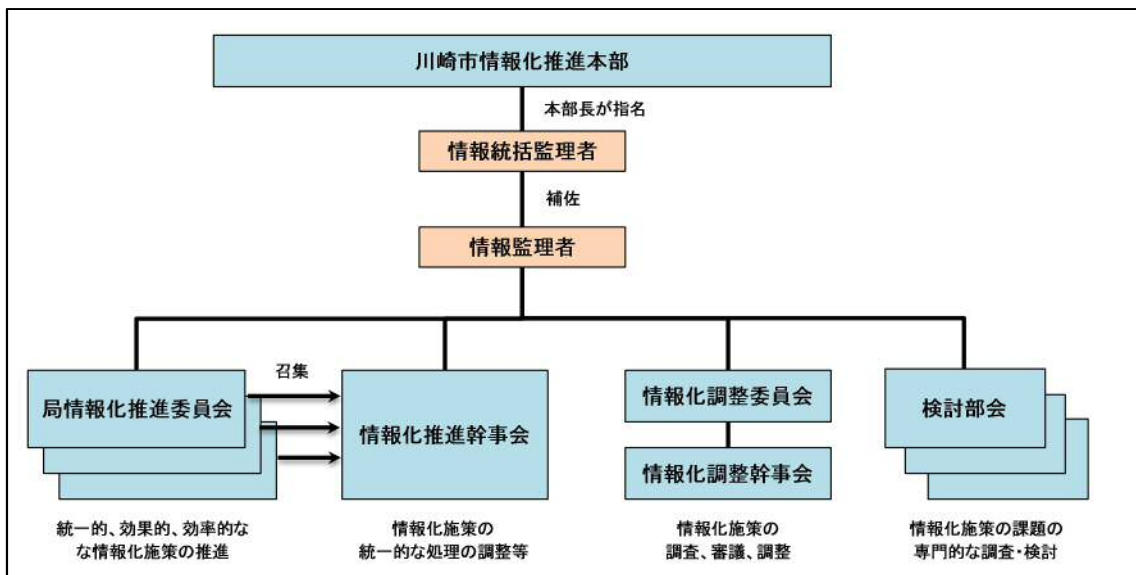 川崎市情報化推進本部
本部長が指名
情報統括監理者
補佐
情報監理者
局情報化推進委員会
召集
情報化推進幹事会
情報化調整委員会
情報化調整幹事会
検討部会
統一的、効果的、効率的な
な情報化施策の推進
情報化施策の
統一的な処理の調整等
情報化施策の
調査、審議、調整
情報化施策の課題の
専門的な調査・検討